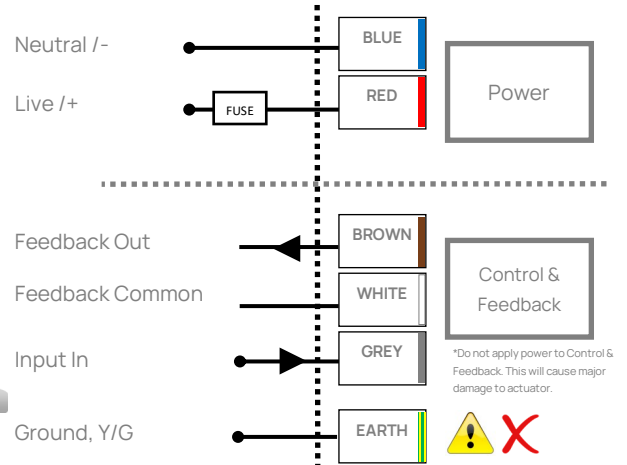 Neutral /-
BLUE
Live /+
FUSE
RED
Power
Feedback Out
BROWN
Feedback Common
WHITE
Control &
Feedback
Input In
GREY
*Do not apply power to Control &
Feedback. This will cause major
damage to actuator.
Ground, Y/G
EARTH